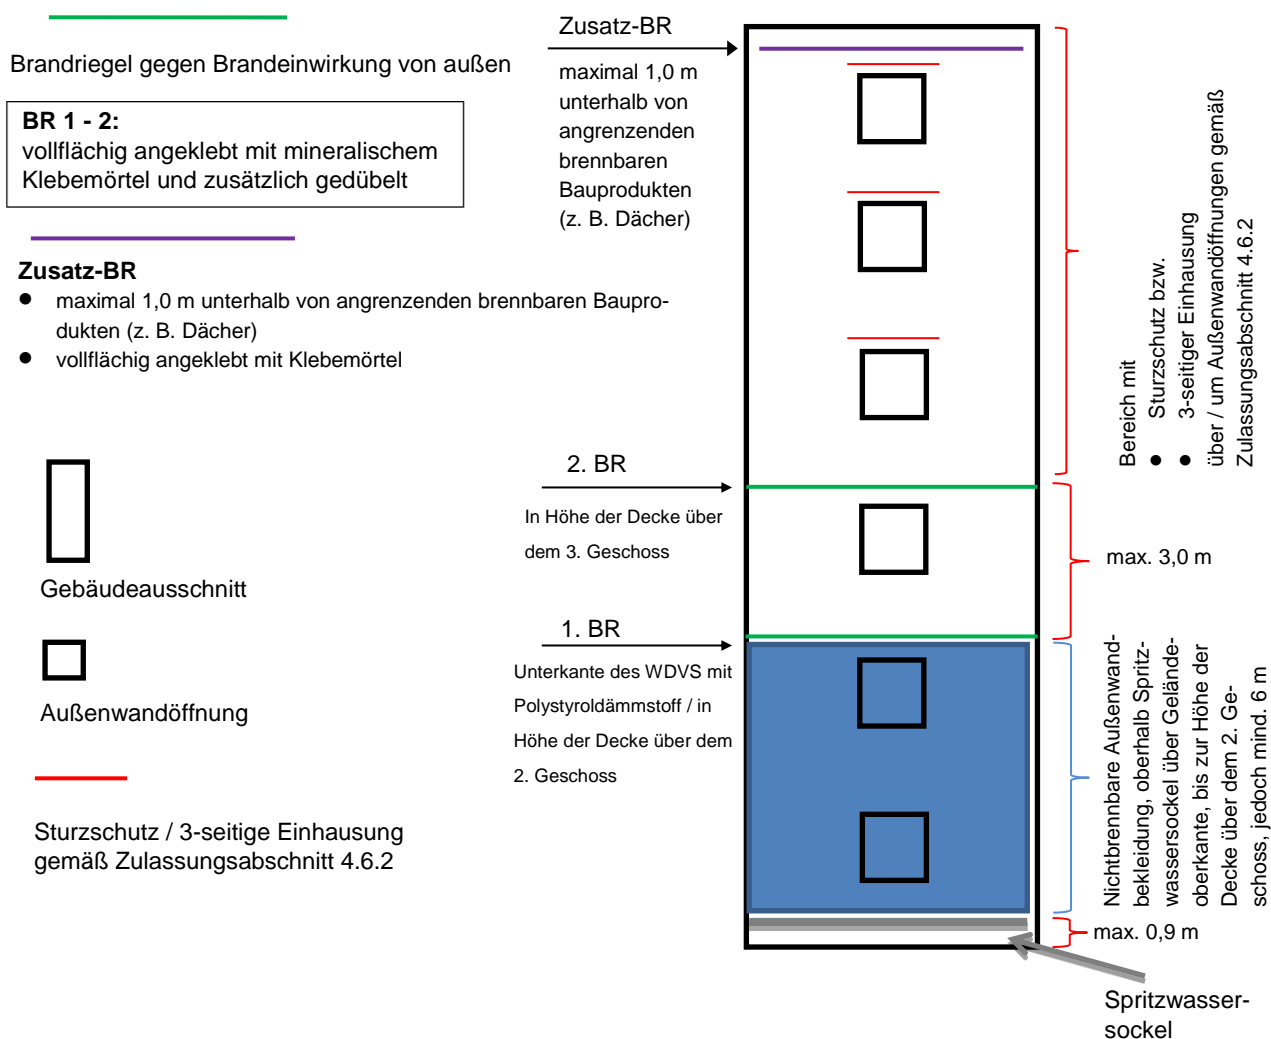 Brandriegel gegen Brandeinwirkung von außen
BR 1 - 2:
vollflächig angeklebt mit mineralischem
Klebemörtel und zusätzlich gedübelt
Zusatz-BR
● maximal 1,0 m unterhalb von angrenzenden brennbaren Baupro-
dukten (z. B. Dächer)
● vollflächig angeklebt mit Klebemörtel
Gebäudeausschnitt
Außenwandöffnung
Sturzschutz / 3-seitige Einhausung
gemäß Zulassungsabschnitt 4.6.2
Zusatz-BR
maximal 1,0 m
unterhalb von
angrenzenden
brennbaren
Bauprodukten
(z. B. Dächer)
2. BR
In Höhe der Decke über
dem 3. Geschoss
1. BR
Unterkante des WDVS mit
Polystyroldämmstoff / in
Höhe der Decke über dem
2. Geschoss
Bereich mit
● Sturzschutz bzw.
● 3-seitiger Einhausung
über / um Außenwandöffnungen gemäß
Zulassungsabschnitt 4.6.2
max. 3,0 m
Nichtbrennbare Außenwand-
bekleidung, oberhalb Spritz-
wassersockel über Gelände-
oberkante, bis zur Höhe der
Decke über dem 2. Ge-
schoss, jedoch mind. 6 m
max. 0,9 m
Spritzwasser-
sockel